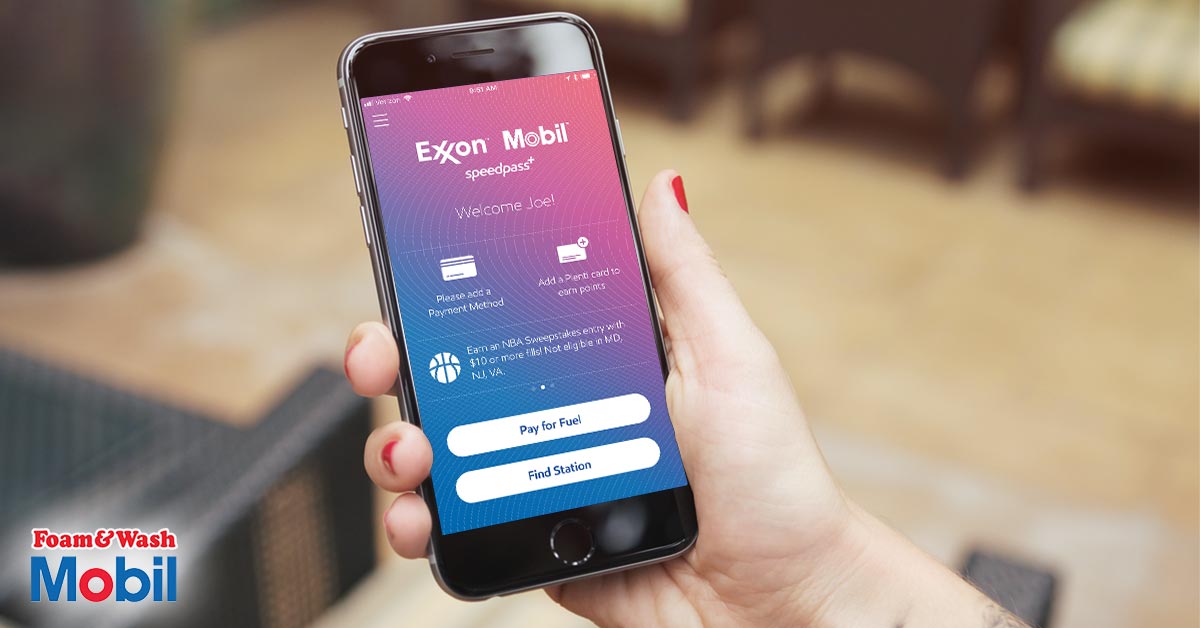 Verizon
9:51 AM
Exxon™ Mobil™
speedpass+
Welcome Joe!
Please add a
Payment Method
Add a Plenti card to
earn points
Earn an NBA Sweepstakes entry with
$10 or more fills! Not eligible in MD,
NJ, VA.
Pay for Fuel
Find Station
Foam & Wash
Mobil